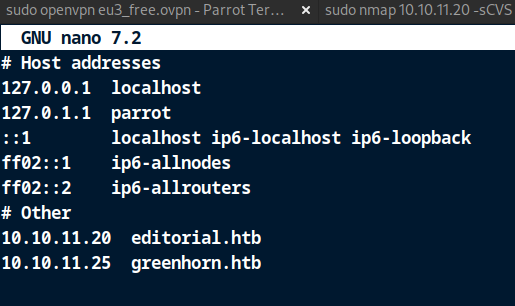 sudo openvpn eu3_free.ovpn - Parrot Ter... × sudo nmap 10.10.11.20 -sCVS
GNU nano 7.2
# Host addresses
127.0.0.1  localhost
127.0.1.1  parrot
::1        localhost ip6-localhost ip6-loopback
ff02::1    ip6-allnodes
ff02::2    ip6-allrouters
# Other
10.10.11.20  editorial.htb
10.10.11.25  greenhorn.htb